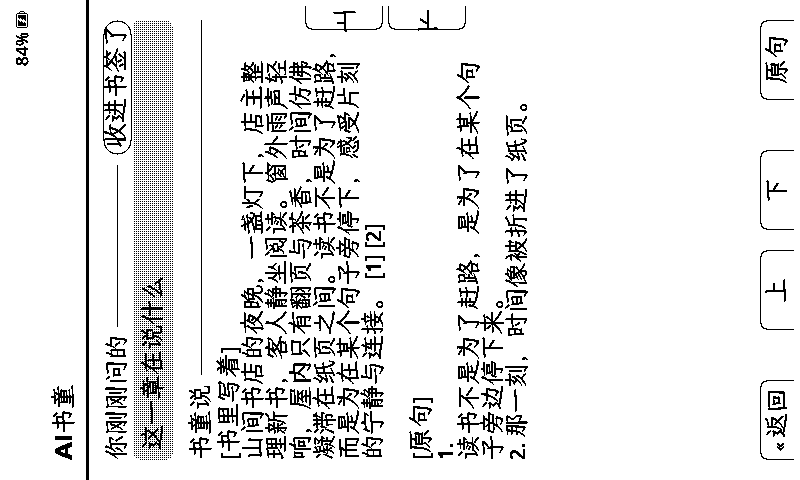 84%
AI书童
你刚刚问的
收进书签了
这一章在说什么
书童说
[书里写着]
山间书店的夜晚，一盏灯下，店主整
理新书，客人静坐阅读。窗外雨声轻
响，屋内只有翻页与茶香，时间仿佛
凝滞在纸页之间。读书不是为了赶路，
而是为在某个句子旁停下，感受片刻
的宁静与连接。 [1] [2]
[原句]
1.
读书不是为了赶路，是为了在某个句
子旁边停下来。
2. 那一刻，时间像被折进了纸页。
«返回
上
下
原句